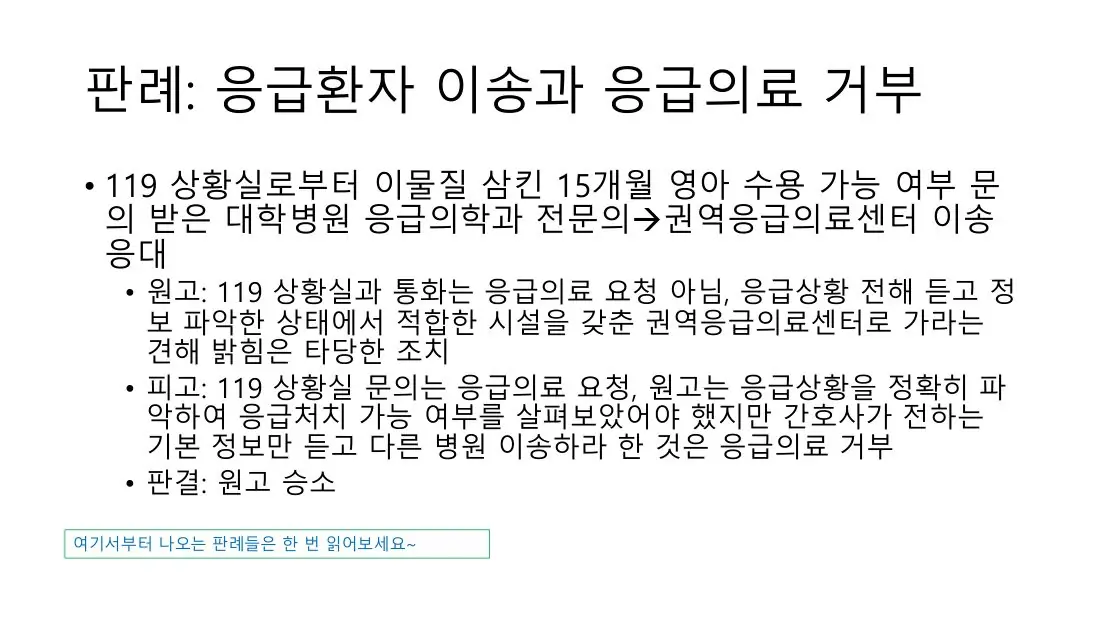 판례: 응급환자 이송과 응급의료 거부
• 119 상황실로부터 이물질 삼킨 15개월 영아 수용 가능 여부 문
의 받은 대학병원 응급의학과 전문의→권역응급의료센터 이송
응대
• 원고: 119 상황실과 통화는 응급의료 요청 아님, 응급상황 전해 듣고 정
보 파악한 상태에서 적합한 시설을 갖춘 권역응급의료센터로 가라는
견해 밝힘은 타당한 조치
• 피고: 119 상황실 문의는 응급의료 요청, 원고는 응급상황을 정확히 파
악하여 응급처치 가능 여부를 살펴보았어야 했지만 간호사가 전하는
기본 정보만 듣고 다른 병원 이송하라 한 것은 응급의료 거부
• 판결: 원고 승소
여기서부터 나오는 판례들은 한 번 읽어보세요~